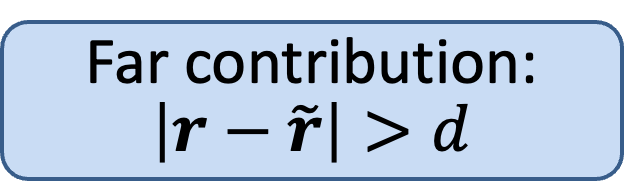 Far contribution:
|𝒓 − 𝒓̃| > 𝑑